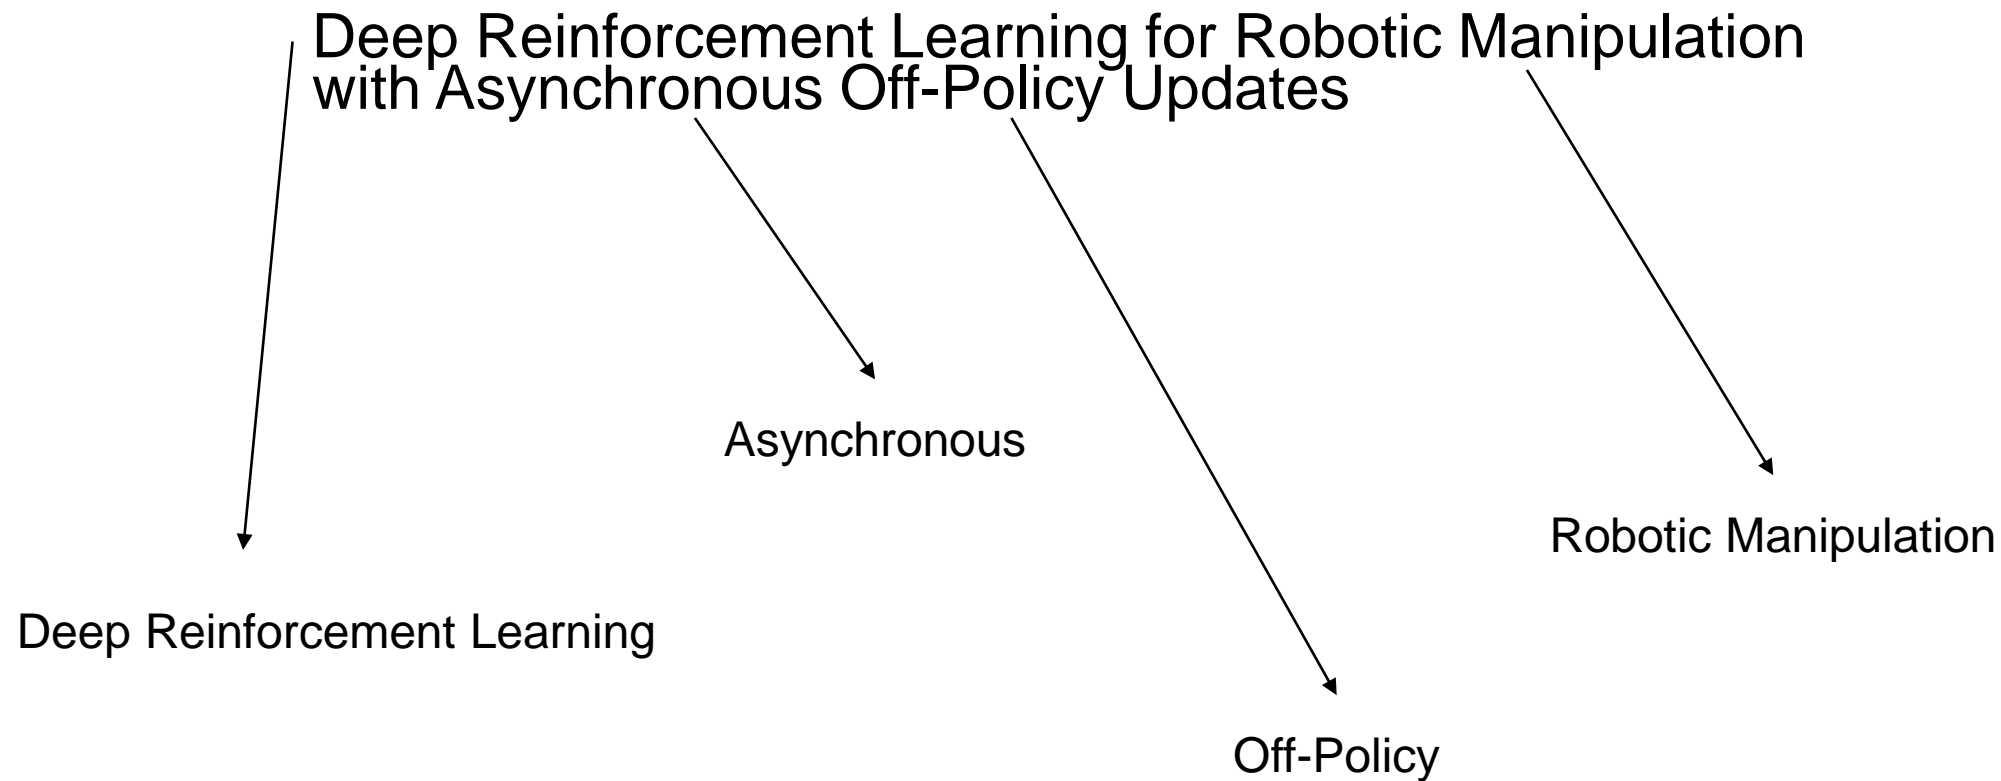 Deep Reinforcement Learning for Robotic Manipulation
with Asynchronous Off-Policy Updates
Asynchronous
Robotic Manipulation
Deep Reinforcement Learning
Off-Policy